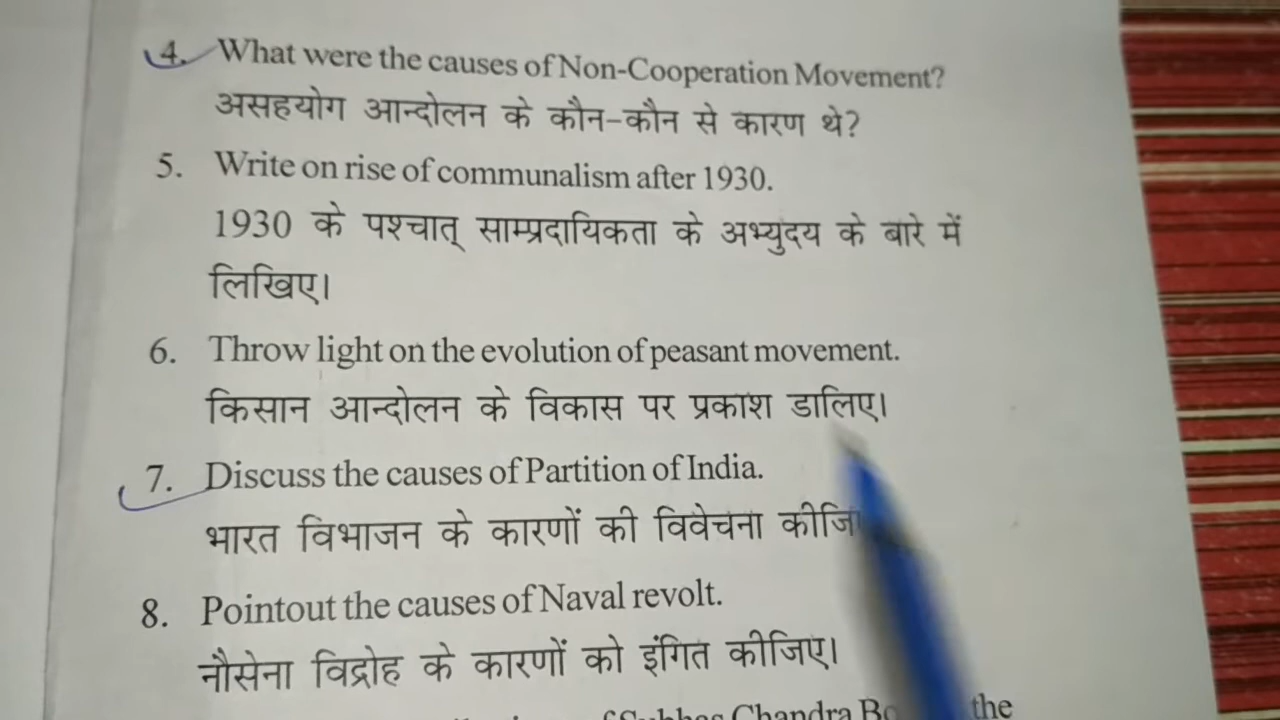 4. What were the causes of Non-Cooperation Movement?
असहयोग आन्दोलन के कौन-कौन से कारण थे?
5. Write on rise of communalism after 1930.
1930 के पश्चात् साम्प्रदायिकता के अभ्युदय के बारे में
लिखिए।
6. Throw light on the evolution of peasant movement.
किसान आन्दोलन के विकास पर प्रकाश डालिए।
7. Discuss the causes of Partition of India.
भारत विभाजन के कारणों की विवेचना
8. Pointout the causes of Naval revolt.
नौसेना विद्रोह के कारणों को इंगित कीजिए।
of Subhas Chandra the